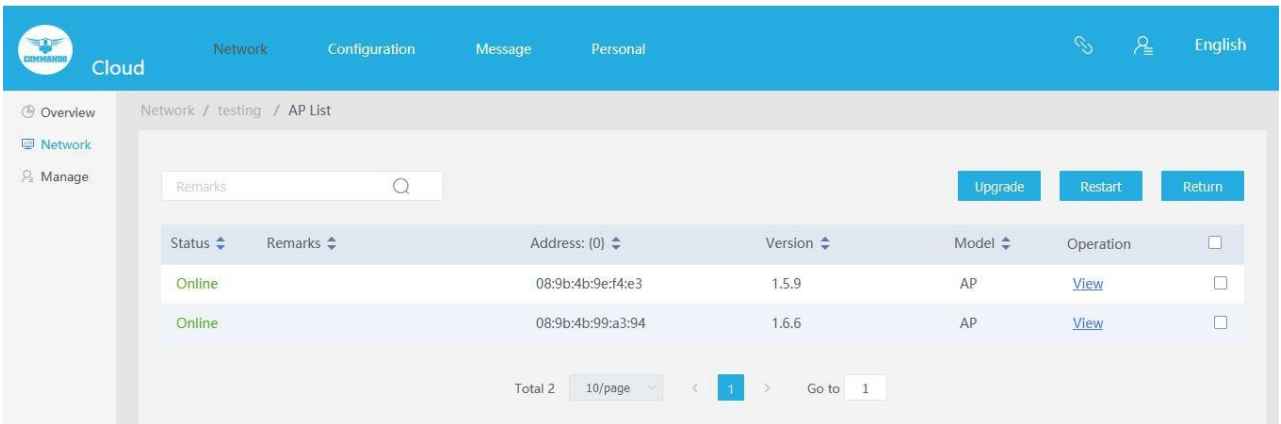 COMMANDO
Cloud
Network Configuration Message Personal English
Overview
Network
Manage
Network / testing / AP List
Remarks Upgrade Restart Return
Status Remarks Address: {0} Version Model Operation
Online 08:9b:4b:9e:f4:e3 1.5.9 AP View
Online 08:9b:4b:99:a3:94 1.6.6 AP View
Total 2 10/page < 1 > Go to 1